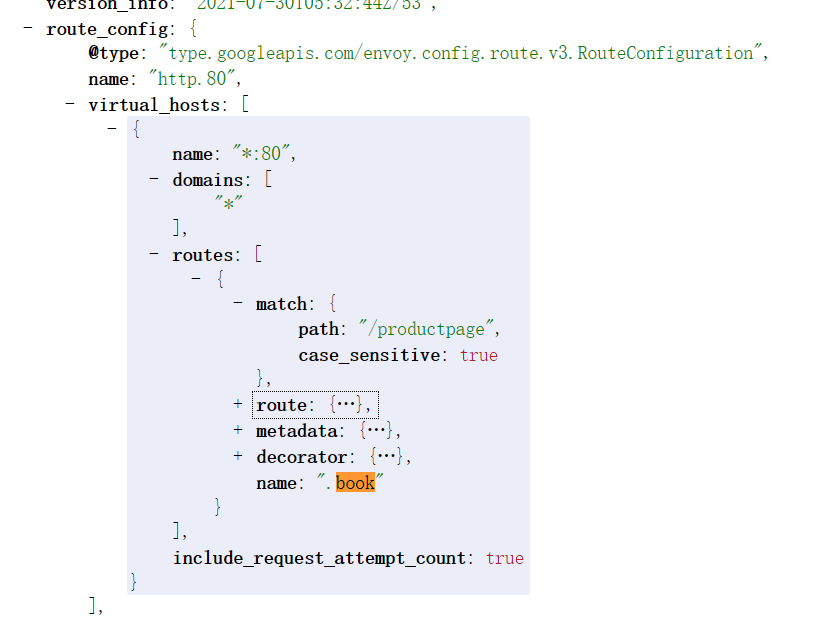 version_info: "2021-07-30T05:32:44Z/53",
- route_config: {
@type: "type.googleapis.com/envoy.config.route.v3.RouteConfiguration",
name: "http.80",
- virtual_hosts: [
- {
name: "*:80",
- domains: [
"*"
],
- routes: [
- {
- match: {
path: "/productpage",
case_sensitive: true
},
+ route: {…},
+ metadata: {…},
+ decorator: {…},
name: ".book"
}
],
include_request_attempt_count: true
}
],